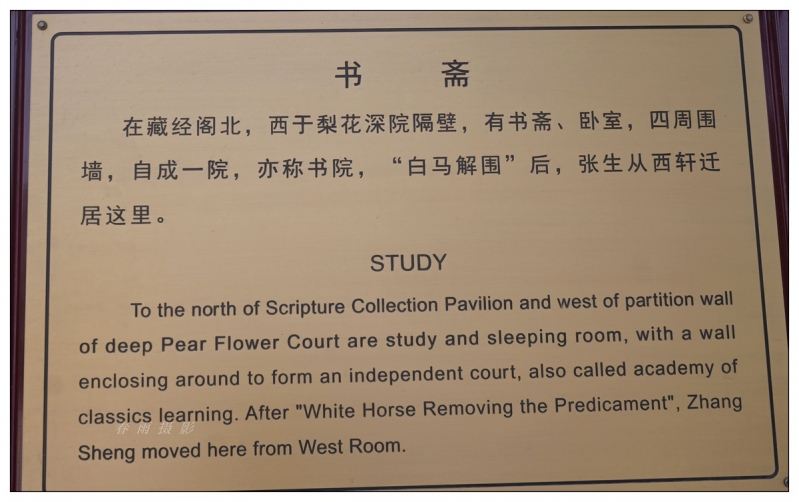 书 斋
在藏经阁北，西于梨花深院隔壁，有书斋、卧室，四周围
墙，自成一院，亦称书院，“白马解围”后，张生从西轩迁
居这里。
STUDY
To the north of Scripture Collection Pavilion and west of partition wall
of deep Pear Flower Court are study and sleeping room, with a wall
enclosing around to form an independent court, also called academy of
classics learning. After "White Horse Removing the Predicament", Zhang
春雨摄影
Sheng moved here from West Room.